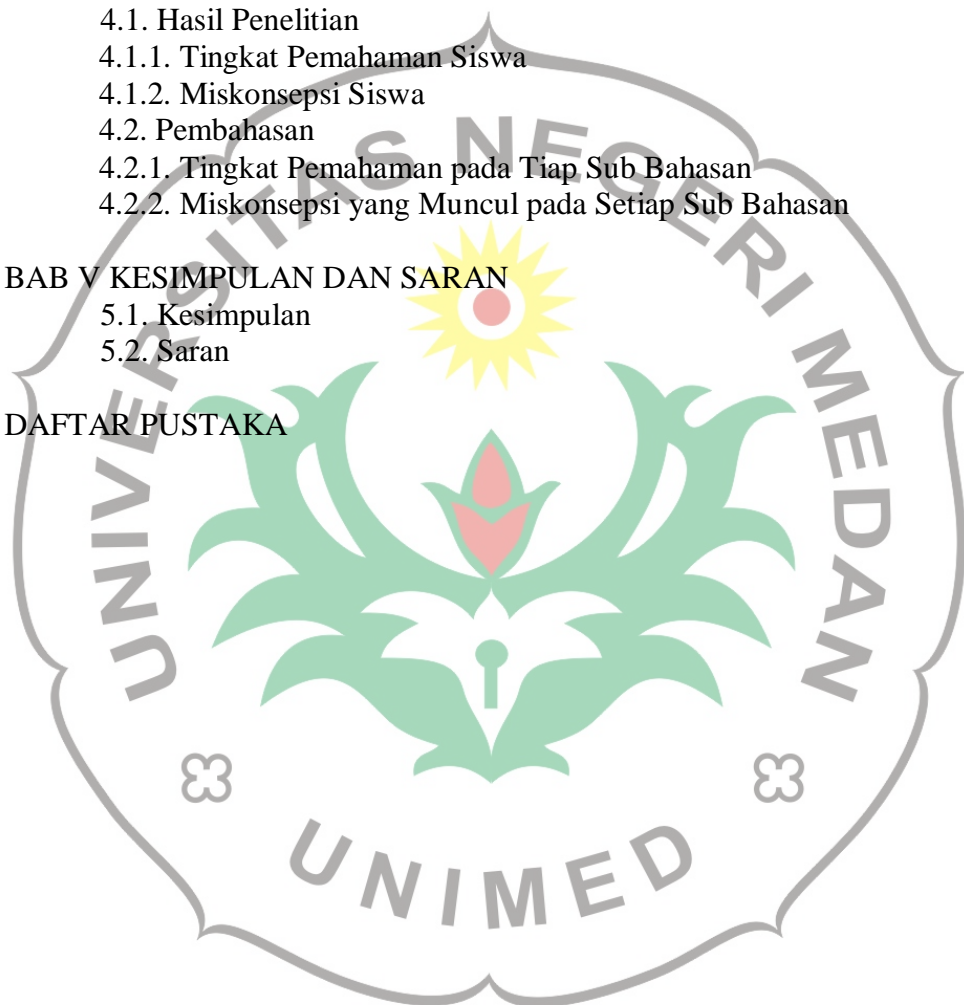 4.1. Hasil Penelitian
4.1.1. Tingkat Pemahaman Siswa
4.1.2. Miskonsepsi Siswa
4.2. Pembahasan
4.2.1. Tingkat Pemahaman pada Tiap Sub Bahasan
4.2.2. Miskonsepsi yang Muncul pada Setiap Sub Bahasan
BAB V KESIMPULAN DAN SARAN
5.1. Kesimpulan
5.2. Saran
DAFTAR PUSTAKA
UNIVERSITAS NEGERI MEDAN
UNIMED